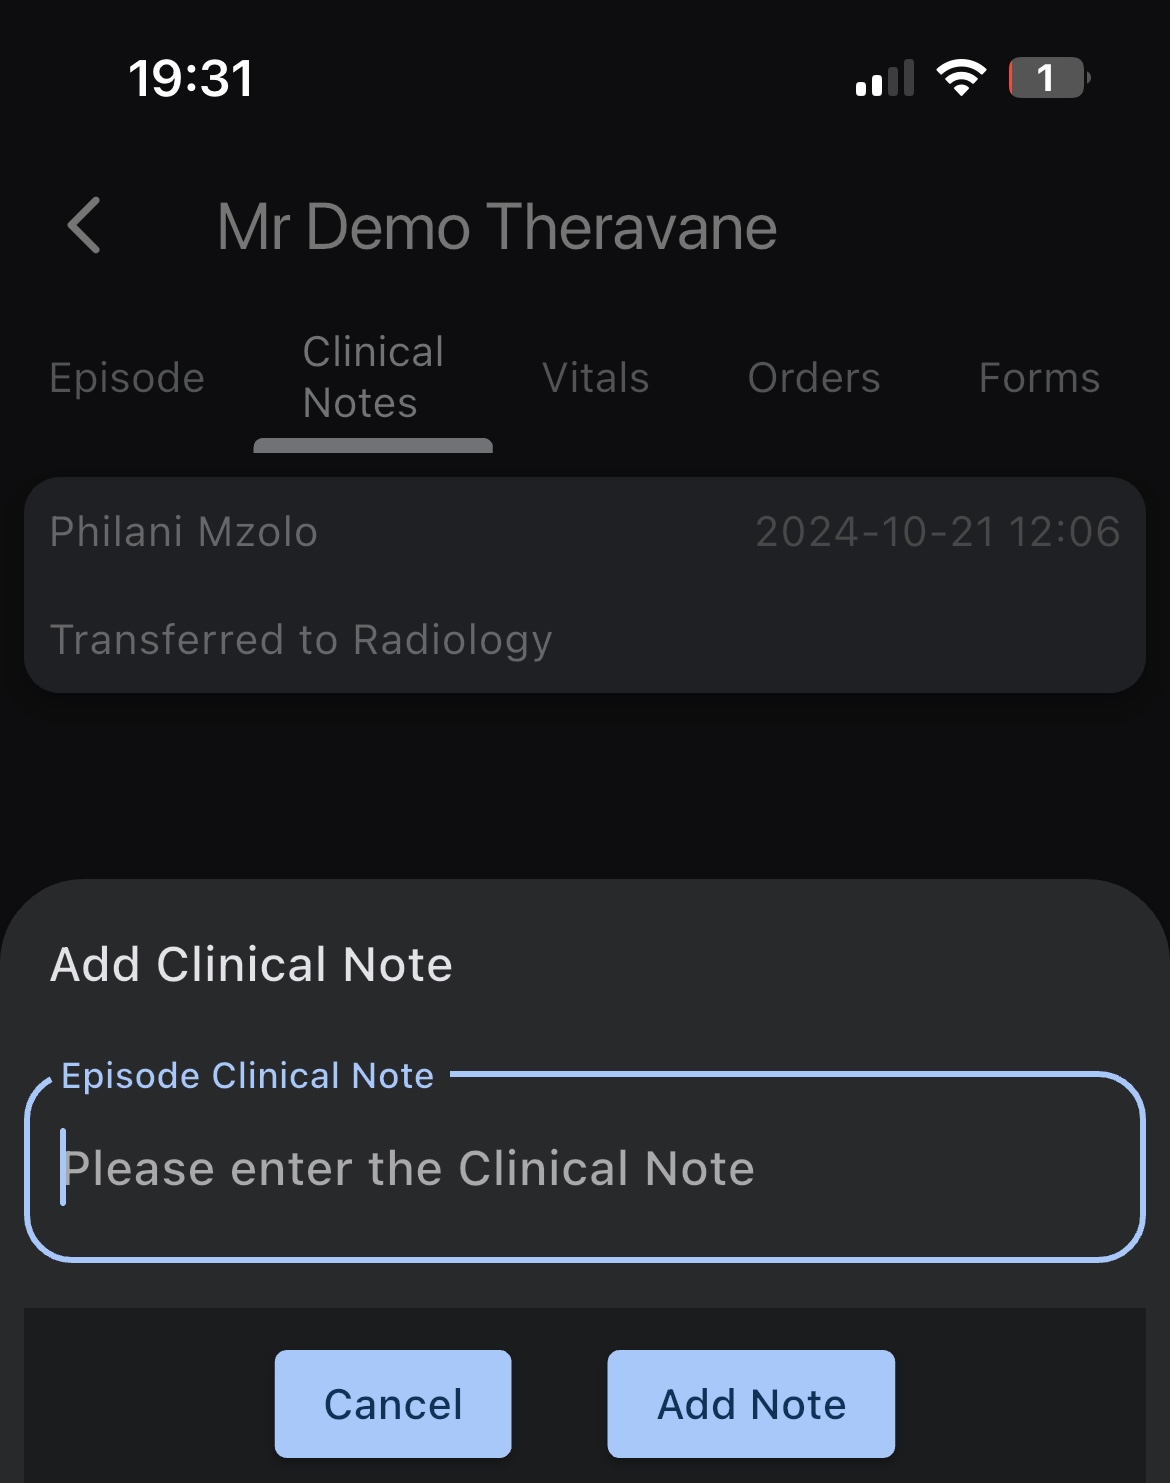 19:31
1
Mr Demo Theravane
Episode
Clinical
Notes
Vitals
Orders
Forms
Philani Mzolo
2024-10-21 12:06
Transferred to Radiology
Add Clinical Note
Episode Clinical Note
Please enter the Clinical Note
Cancel
Add Note